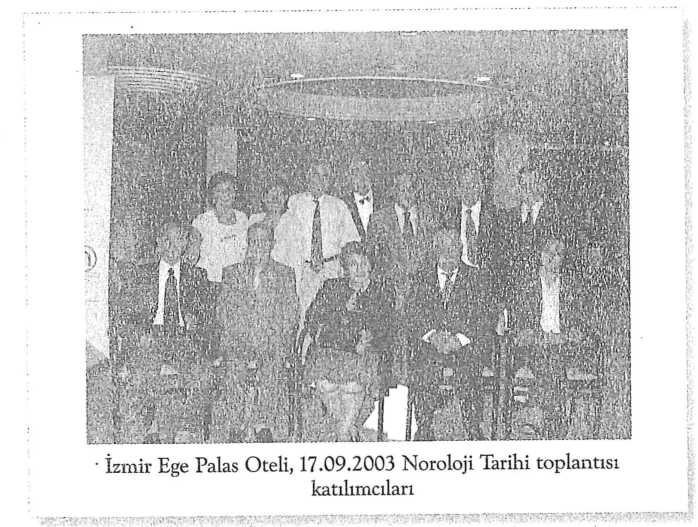 İzmir Ege Palas Oteli, 17.09.2003 Noroloji Tarihi toplantısı
katılımcıları